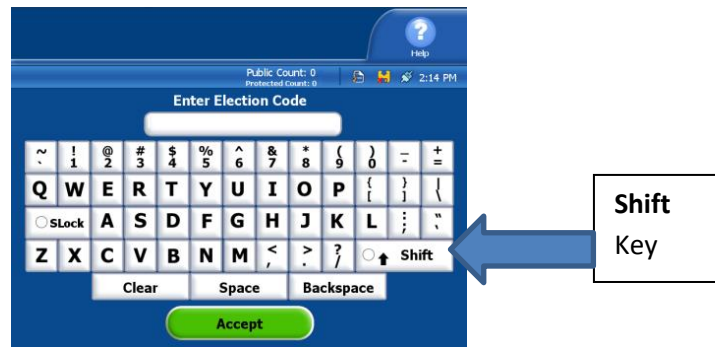 ?
Help
Public Count: 0
Protected Count: 0
2:14 PM
Enter Election Code
~ ! @ # $ % ^ & * ( ) _ +
` 1 2 3 4 5 6 7 8 9 0 - =
Q W E R T Y U I O P { } |
[ ] \
SLock A S D F G H J K L : "
; '
Z X C V B N M < > ? Shift
, . /
Clear Space Backspace
Accept
Shift
Key